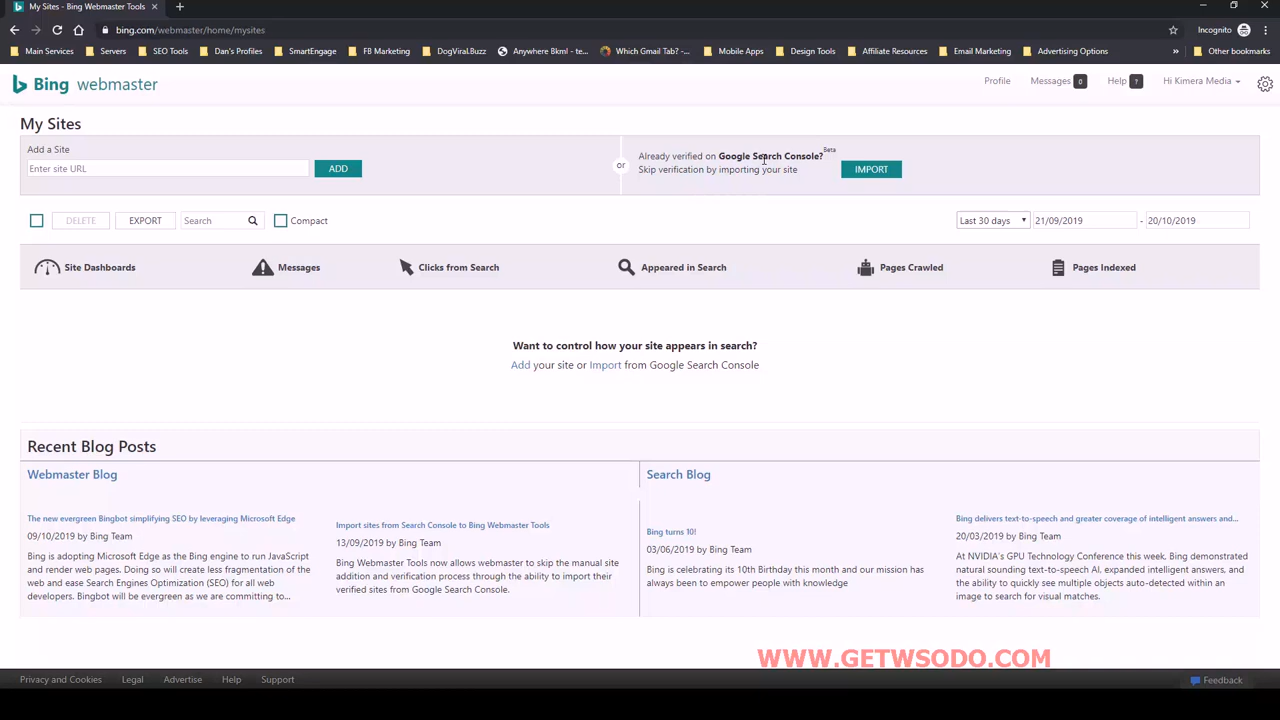 My Sites - Bing Webmaster Tools
bing.com/webmaster/home/mysites
Incognito
Main Services
Servers
SEO Tools
Dan's Profiles
SmartEngage
FB Marketing
DogViral.Buzz
Anywhere Bkml - te...
Which Gmail Tab? -...
Mobile Apps
Design Tools
Affiliate Resources
Email Marketing
Advertising Options
»
Other bookmarks
Bing webmaster
Profile
Messages 0
Help ?
Hi Kimera Media
My Sites
Add a Site
Enter site URL
ADD
or
Already verified on Google Search Console? Beta
Skip verification by importing your site
IMPORT
DELETE
EXPORT
Search
Compact
Last 30 days
21/09/2019 - 20/10/2019
Site Dashboards
Messages
Clicks from Search
Appeared in Search
Pages Crawled
Pages Indexed
Want to control how your site appears in search?
Add your site or Import from Google Search Console
Recent Blog Posts
Webmaster Blog
The new evergreen Bingbot simplifying SEO by leveraging Microsoft Edge
09/10/2019 by Bing Team
Bing is adopting Microsoft Edge as the Bing engine to run JavaScript
and render web pages. Doing so will create less fragmentation of the
web and ease Search Engines Optimization (SEO) for all web
developers. Bingbot will be evergreen as we are committing to...
Import sites from Search Console to Bing Webmaster Tools
13/09/2019 by Bing Team
Bing Webmaster Tools now allows webmaster to skip the manual site
addition and verification process through the ability to import their
verified sites from Google Search Console.
Search Blog
Bing turns 10!
03/06/2019 by Bing Team
Bing is celebrating its 10th Birthday this month and our mission has
always been to empower people with knowledge
Bing delivers text-to-speech and greater coverage of intelligent answers and...
20/03/2019 by Bing Team
At NVIDIA's GPU Technology Conference this week, Bing demonstrated
natural sounding text-to-speech AI, expanded intelligent answers, and
the ability to quickly see multiple objects auto-detected within an
image to search for visual matches.
WWW.GETWSODO.COM
Privacy and Cookies
Legal
Advertise
Help
Support
Feedback